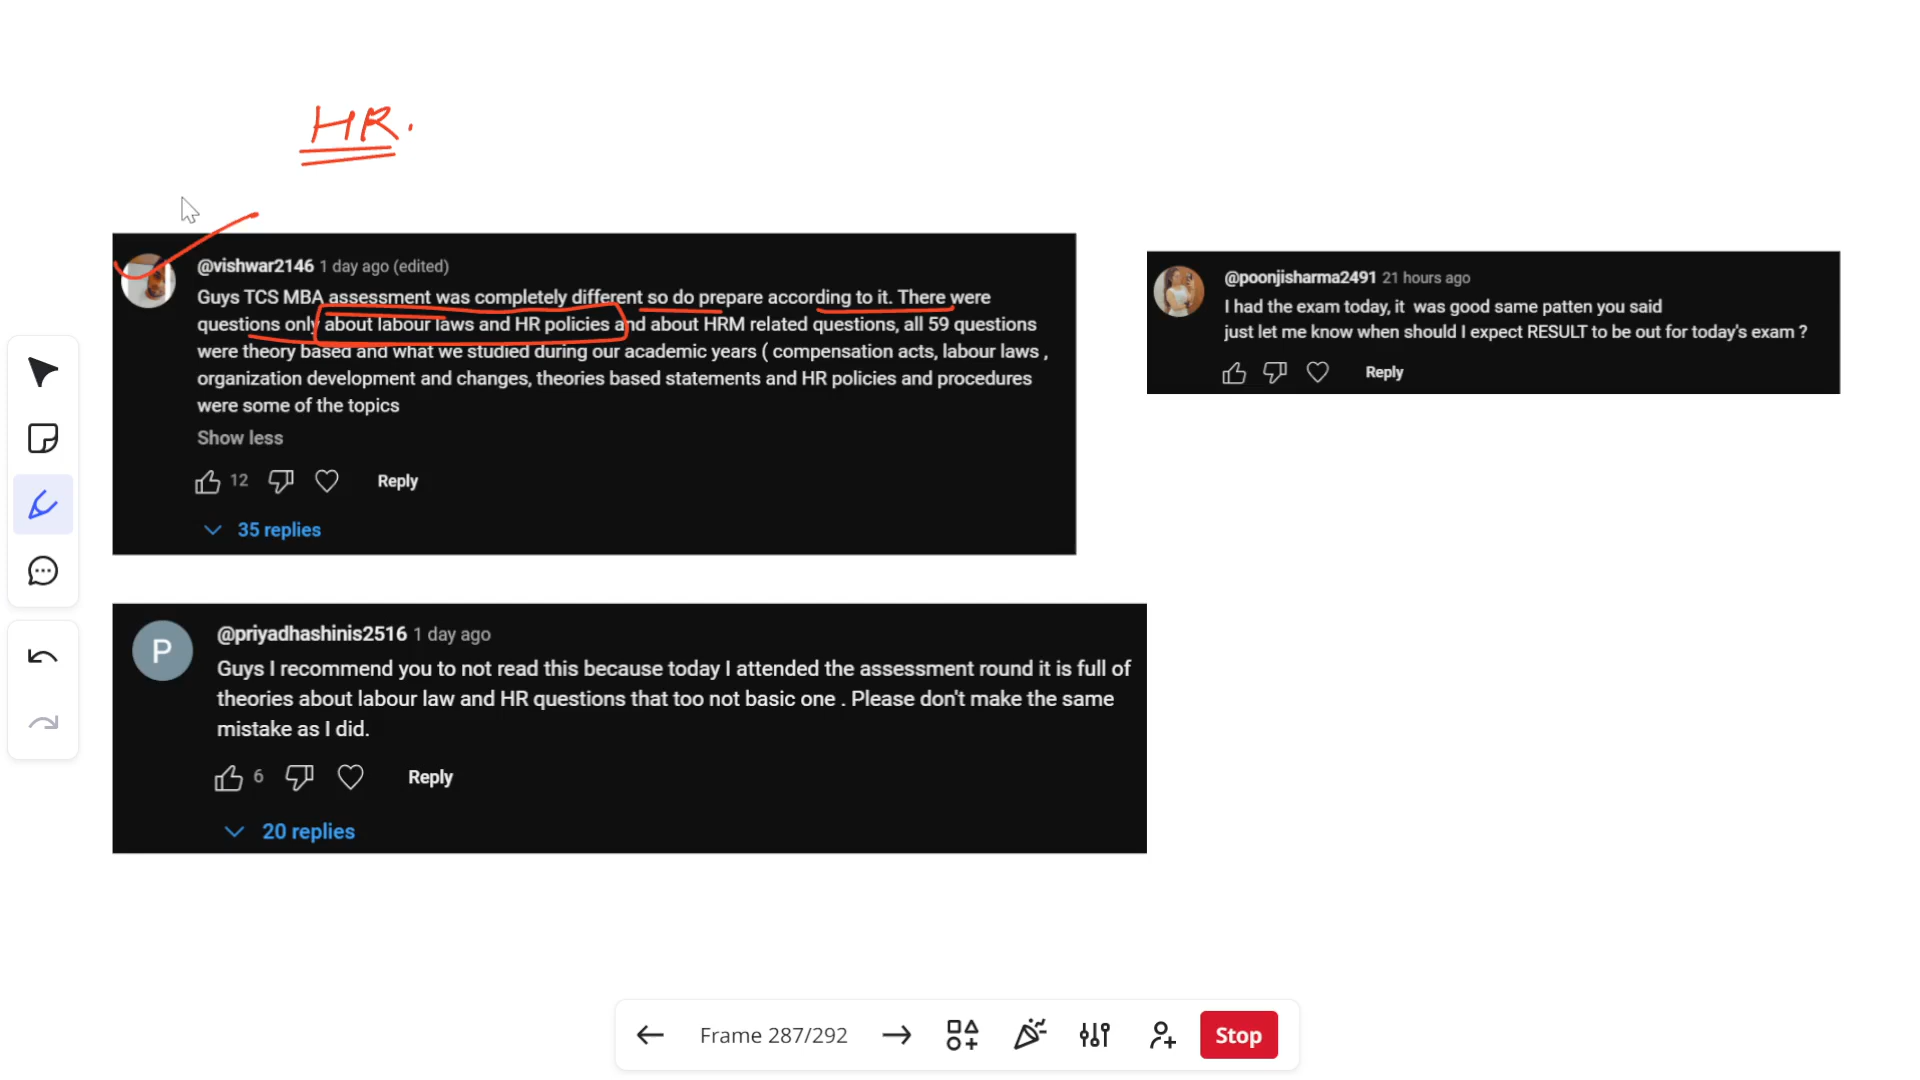 HR.
@vishwar2146 1 day ago (edited)
Guys TCS MBA assessment was completely different so do prepare according to it. There were
questions only about labour laws and HR policies and about HRM related questions, all 59 questions
were theory based and what we studied during our academic years ( compensation acts, labour laws ,
organization development and changes, theories based statements and HR policies and procedures
were some of the topics
Show less
12 Reply
35 replies
@poonjisharma2491 21 hours ago
I had the exam today, it was good same patten you said
just let me know when should I expect RESULT to be out for today's exam ?
Reply
P
@priyadhashinis2516 1 day ago
Guys I recommend you to not read this because today I attended the assessment round it is full of
theories about labour law and HR questions that too not basic one . Please don't make the same
mistake as I did.
6 Reply
20 replies
Frame 287/292
Stop